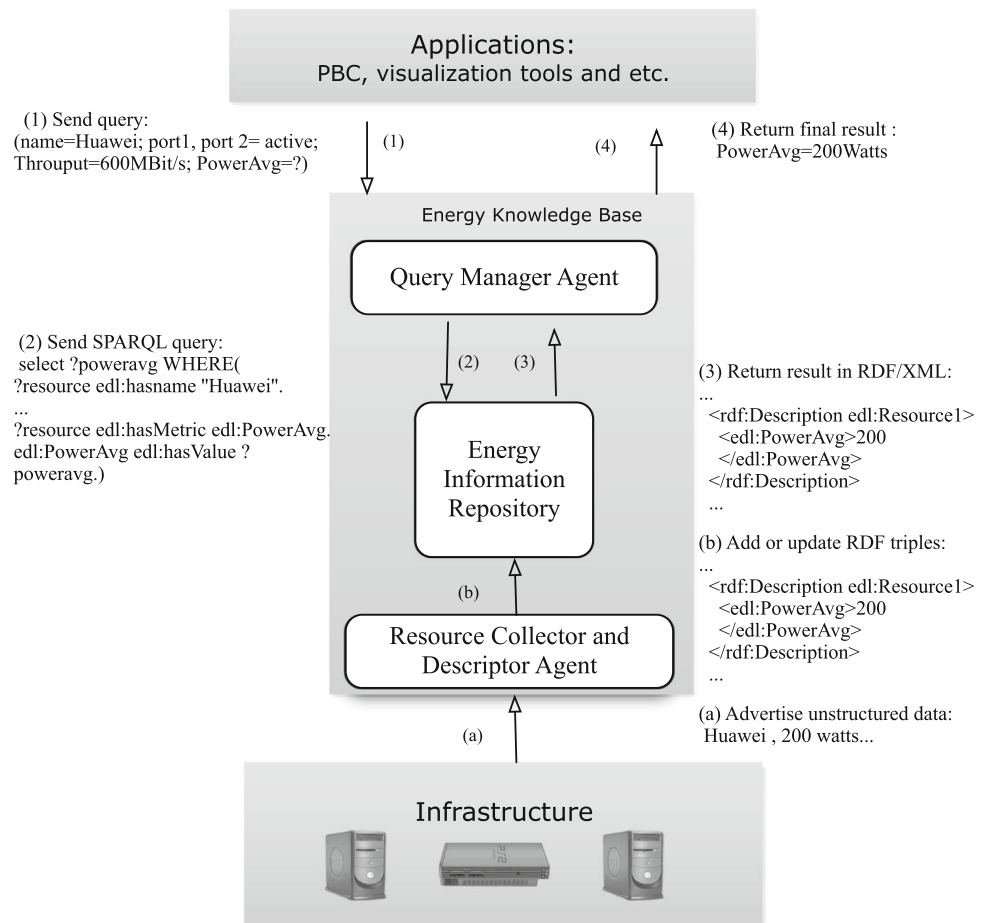 Applications:
PBC, visualization tools and etc.
(1) Send query:
(name=Huawei; port1, port 2= active;
Throuput=600MBit/s; PowerAvg=?)
(1)
(4)
(4) Return final result :
PowerAvg=200Watts
Energy Knowledge Base
Query Manager Agent
(2) Send SPARQL query:
select ?poweravg WHERE(
?resource edl:hasname "Huawei".
...
?resource edl:hasMetric edl:PowerAvg.
edl:PowerAvg edl:hasValue ?
poweravg.)
(2)
(3)
(3) Return result in RDF/XML:
...
<rdf:Description edl:Resource1>
<edl:PowerAvg>200
</edl:PowerAvg>
</rdf:Description>
...
Energy
Information
Repository
(b) Add or update RDF triples:
...
<rdf:Description edl:Resource1>
<edl:PowerAvg>200
</edl:PowerAvg>
</rdf:Description>
...
(b)
Resource Collector and
Descriptor Agent
(a) Advertise unstructured data:
Huawei , 200 watts...
(a)
Infrastructure
PS2